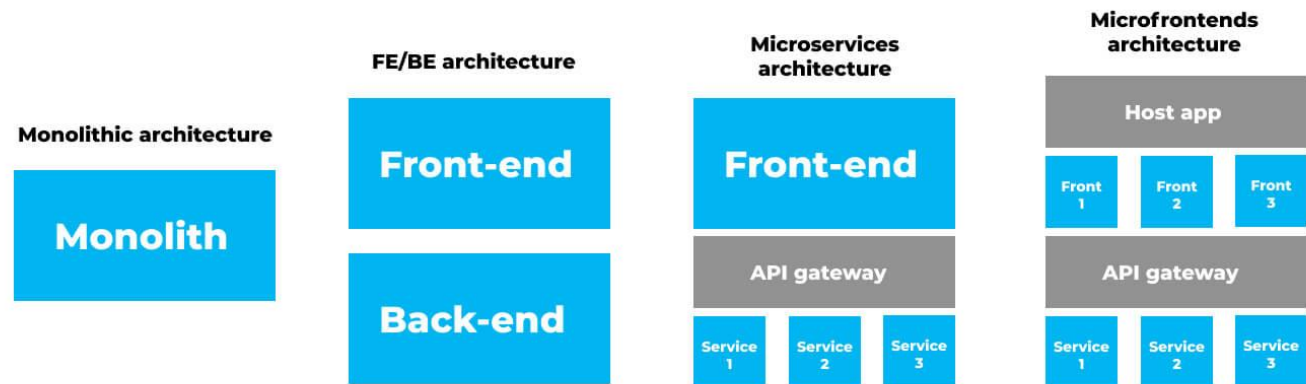 Monolithic architecture
Monolith
FE/BE architecture
Front-end
Back-end
Microservices
architecture
Front-end
API gateway
Service
1
Service
2
Service
3
Microfrontends
architecture
Host app
Front
1
Front
2
Front
3
API gateway
Service
1
Service
2
Service
3